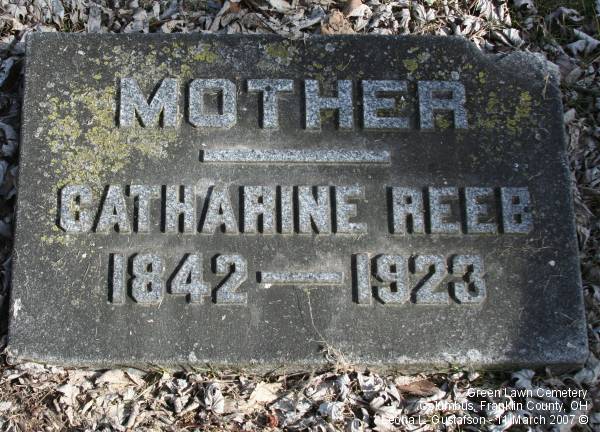 MOTHER
CATHARINE REEB
1842 — 1923
Green Lawn Cemetery
Columbus, Franklin County, OH
Leona L. Gustafson - 11 March 2007 ©